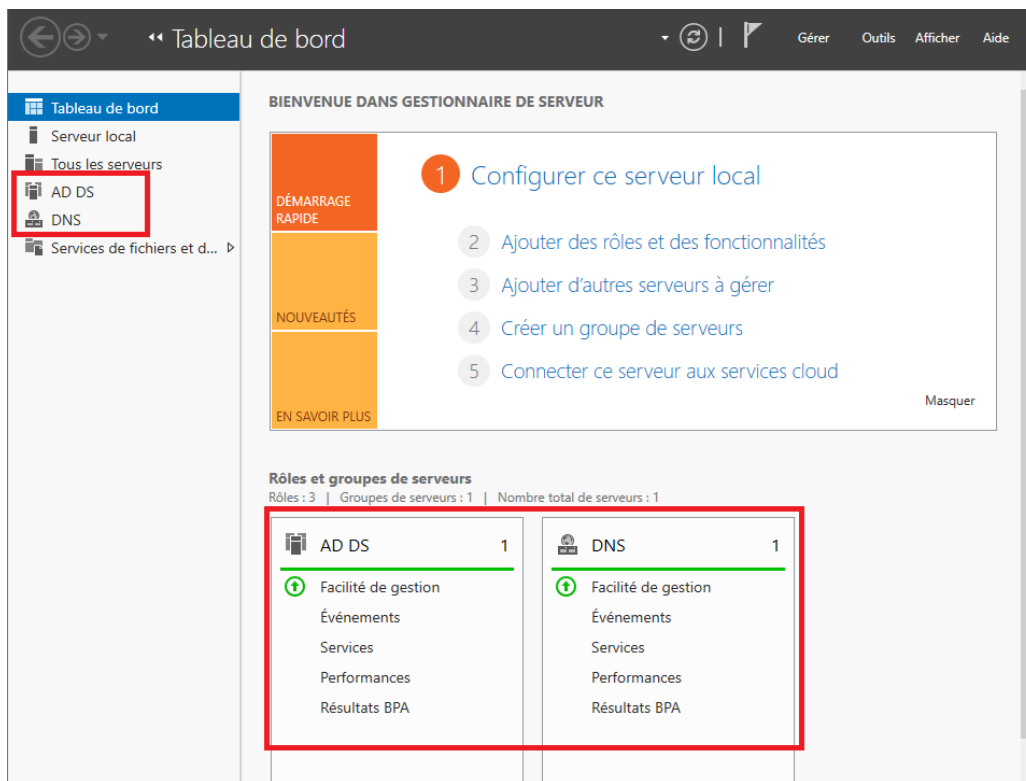 Tableau de bord
Gérer Outils Afficher Aide
Tableau de bord
Serveur local
Tous les serveurs
AD DS
DNS
Services de fichiers et d...
BIENVENUE DANS GESTIONNAIRE DE SERVEUR
DÉMARRAGE
RAPIDE
NOUVEAUTÉS
EN SAVOIR PLUS
1 Configurer ce serveur local
2 Ajouter des rôles et des fonctionnalités
3 Ajouter d'autres serveurs à gérer
4 Créer un groupe de serveurs
5 Connecter ce serveur aux services cloud
Masquer
Rôles et groupes de serveurs
Rôles : 3 | Groupes de serveurs : 1 | Nombre total de serveurs : 1
AD DS 1
Facilité de gestion
Événements
Services
Performances
Résultats BPA
DNS 1
Facilité de gestion
Événements
Services
Performances
Résultats BPA